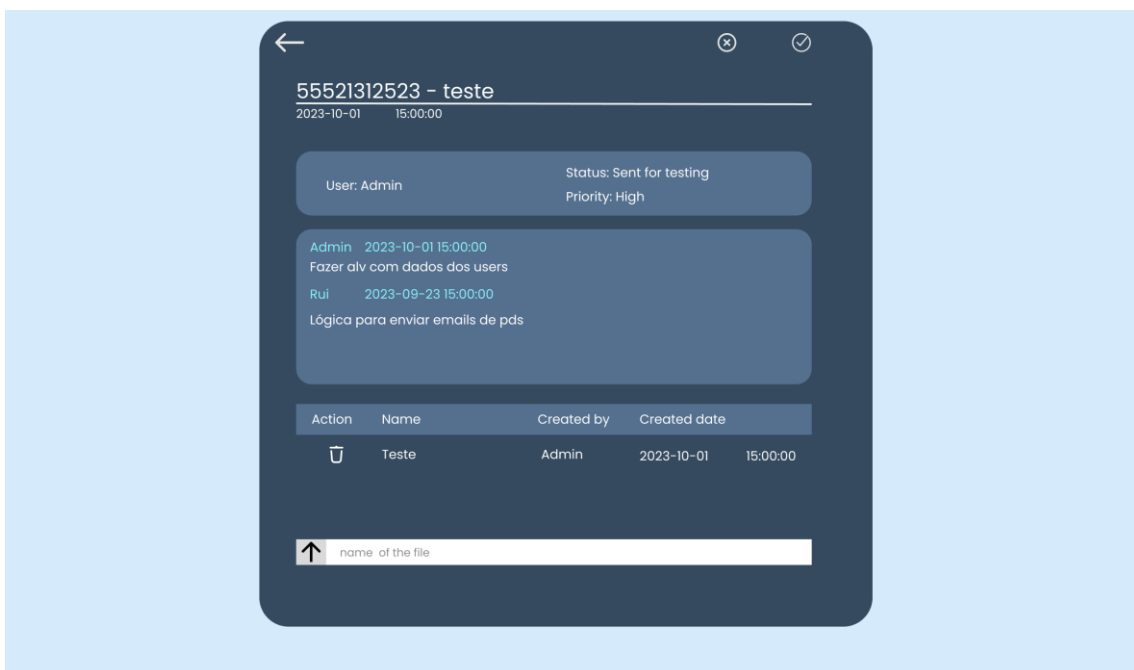 55521312523 - teste
2023-10-01 15:00:00
User: Admin
Status: Sent for testing
Priority: High
Admin 2023-10-01 15:00:00
Fazer alv com dados dos users
Rui 2023-09-23 15:00:00
Lógica para enviar emails de pds
Action Name Created by Created date
Teste Admin 2023-10-01 15:00:00
name of the file